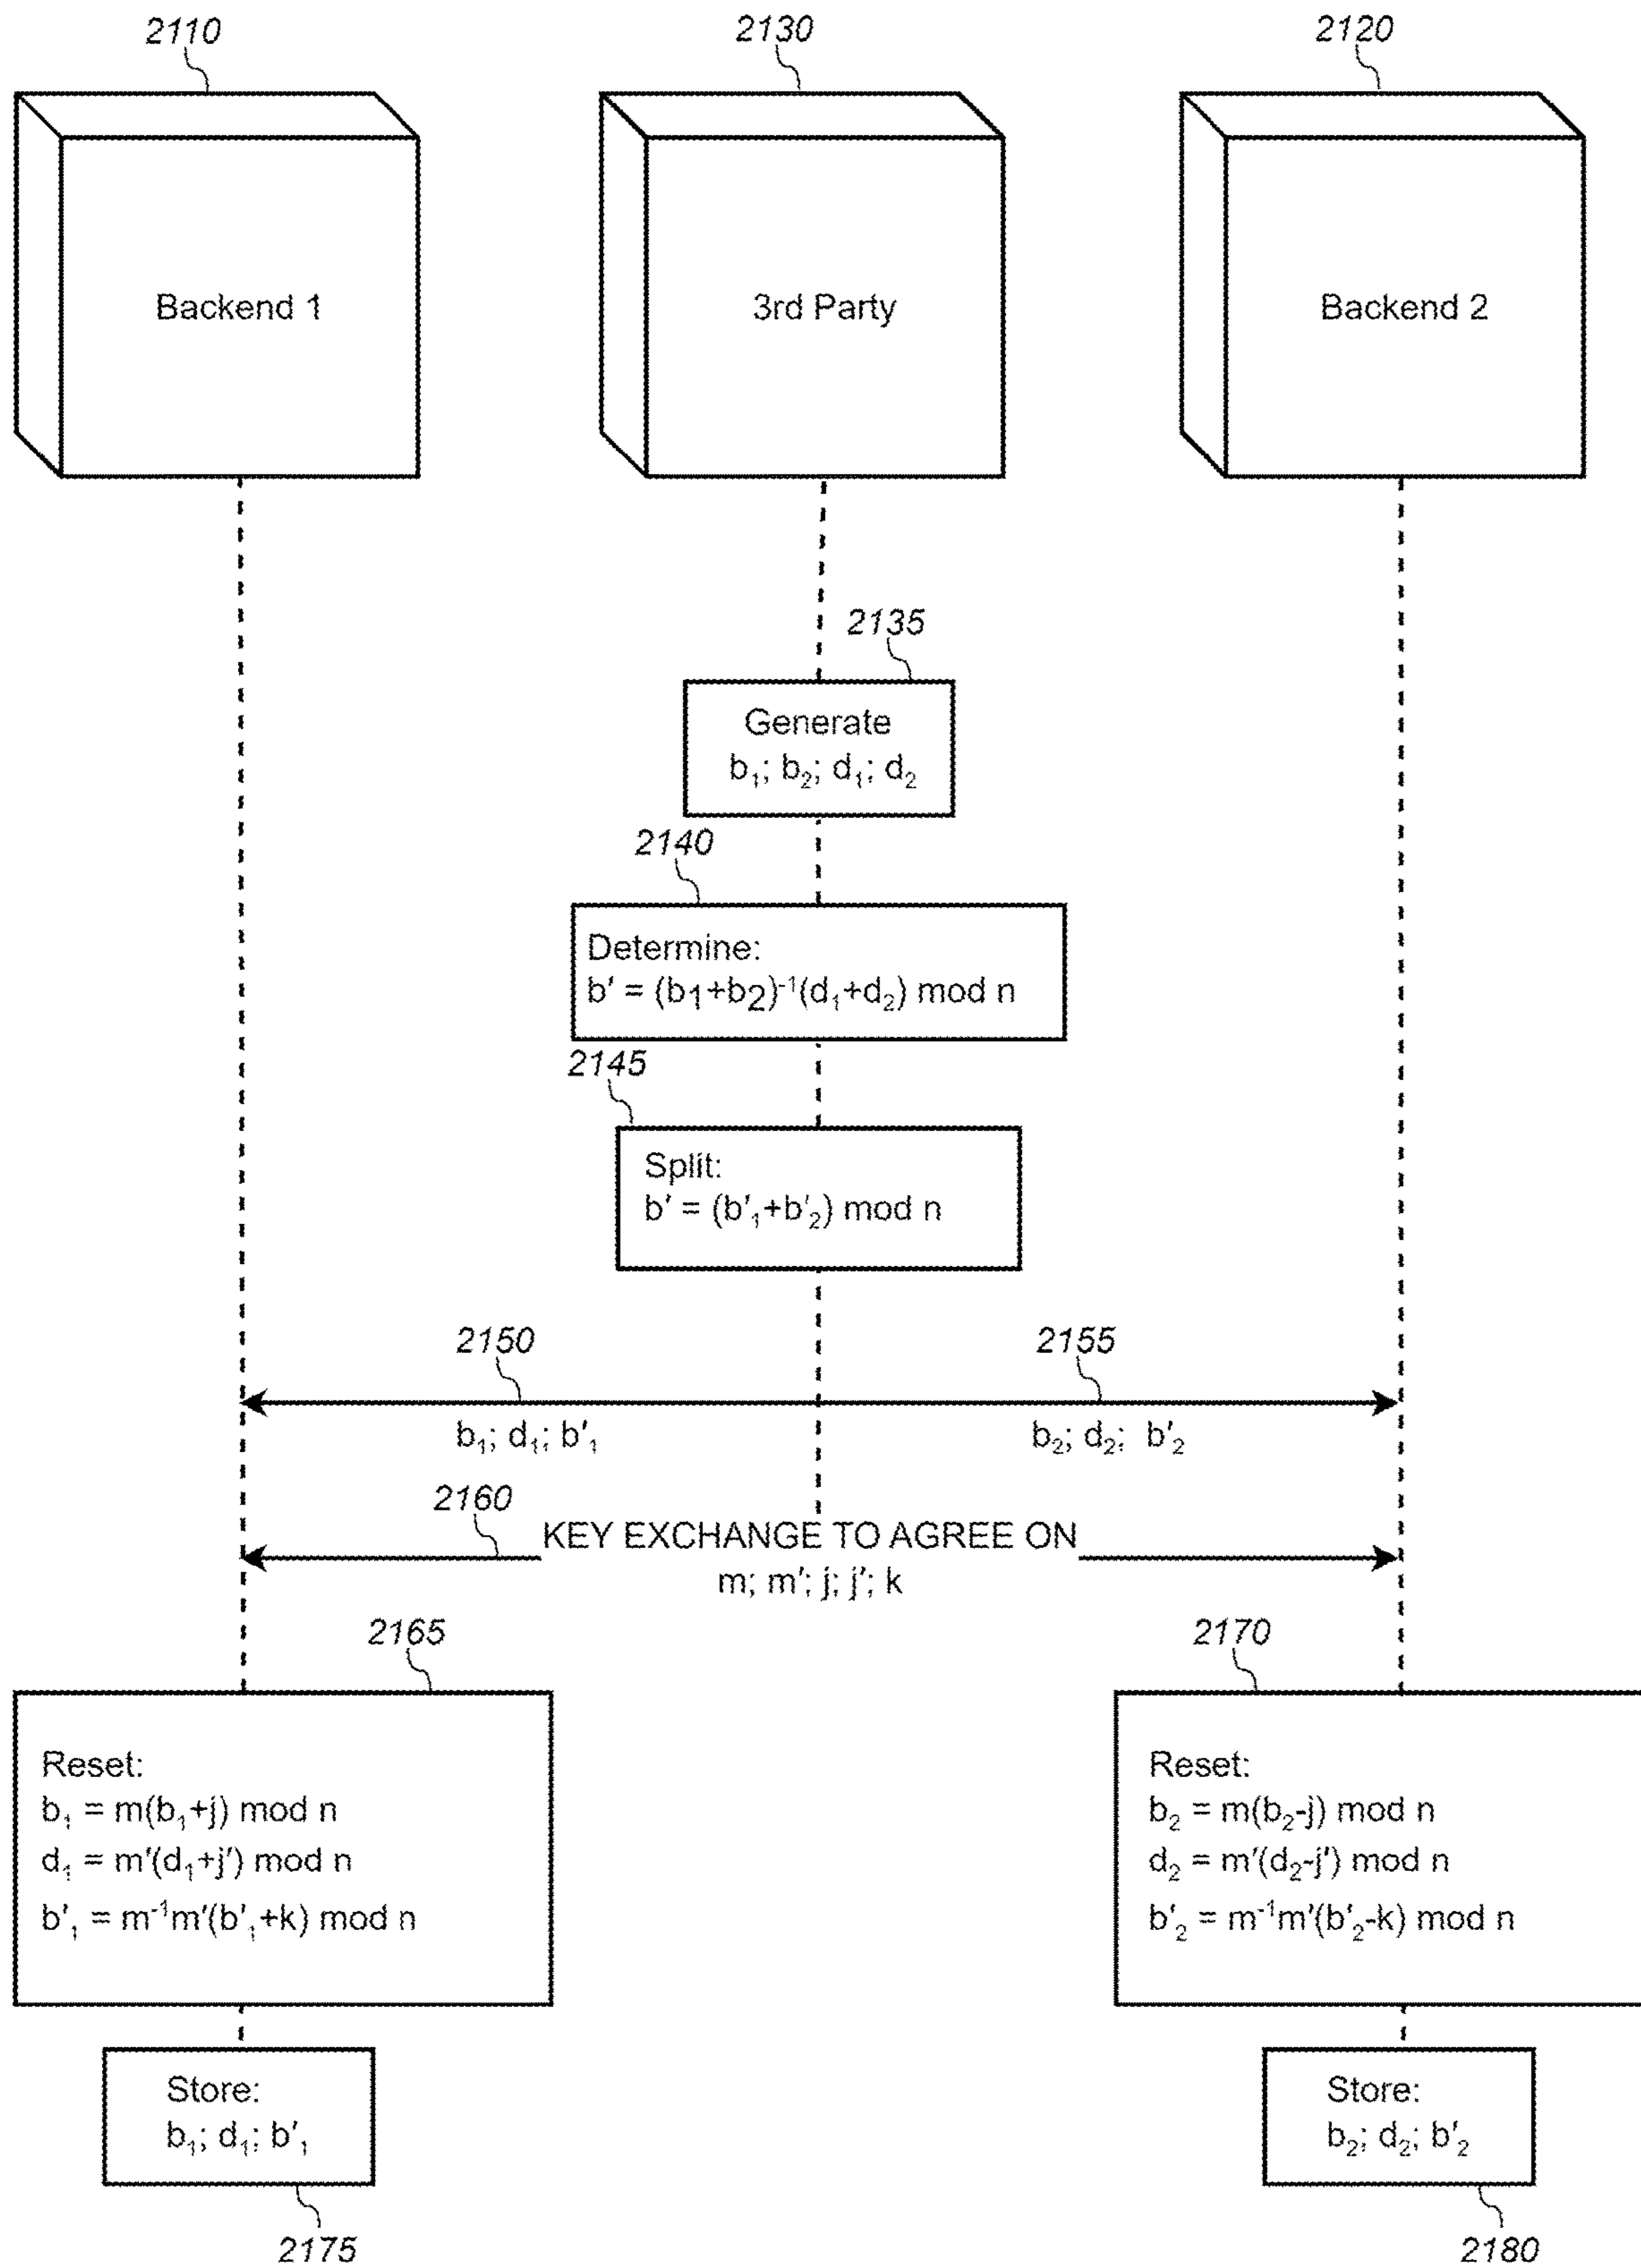 2110
2130
2120
Backend 1
3rd Party
Backend 2
2135
Generate
b₁; b₂; d₁; d₂
2140
Determine:
b′ = (b1+b2)⁻¹(d₁+d₂) mod n
2145
Split:
b′ = (b′₁+b′₂) mod n
2150
2155
b₁; d₁; b′₁
b₂; d₂; b′₂
2160
KEY EXCHANGE TO AGREE ON
m; m′; j; j′; k
2165
2170
Reset:
b₁ = m(b₁+j) mod n
d₁ = m′(d₁+j′) mod n
b′₁ = m⁻¹m′(b′₁+k) mod n
Reset:
b₂ = m(b₂-j) mod n
d₂ = m′(d₂-j′) mod n
b′₂ = m⁻¹m′(b′₂-k) mod n
Store:
b₁; d₁; b′₁
Store:
b₂; d₂; b′₂
2175
2180